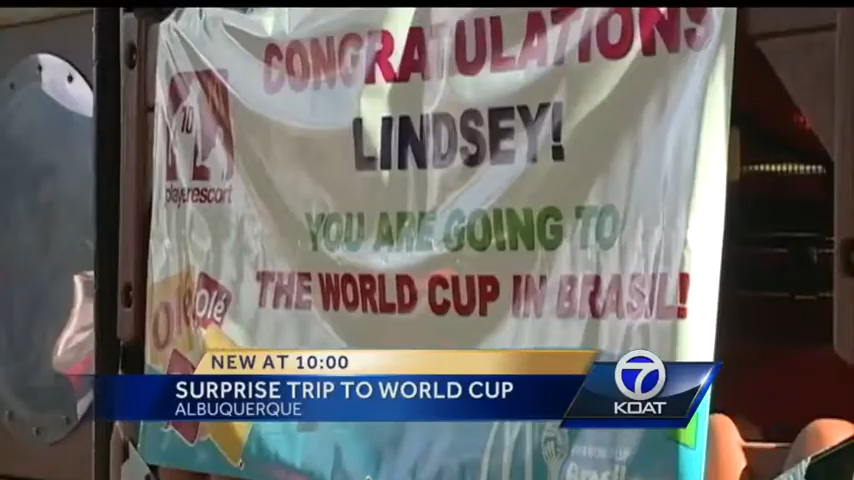 CONGRATULATIONS
LINDSEY!
10
playerescort
YOU ARE GOING TO
THE WORLD CUP IN BRASIL!
Olé
Olé
NEW AT 10:00
SURPRISE TRIP TO WORLD CUP
ALBUQUERQUE
7
KOAT